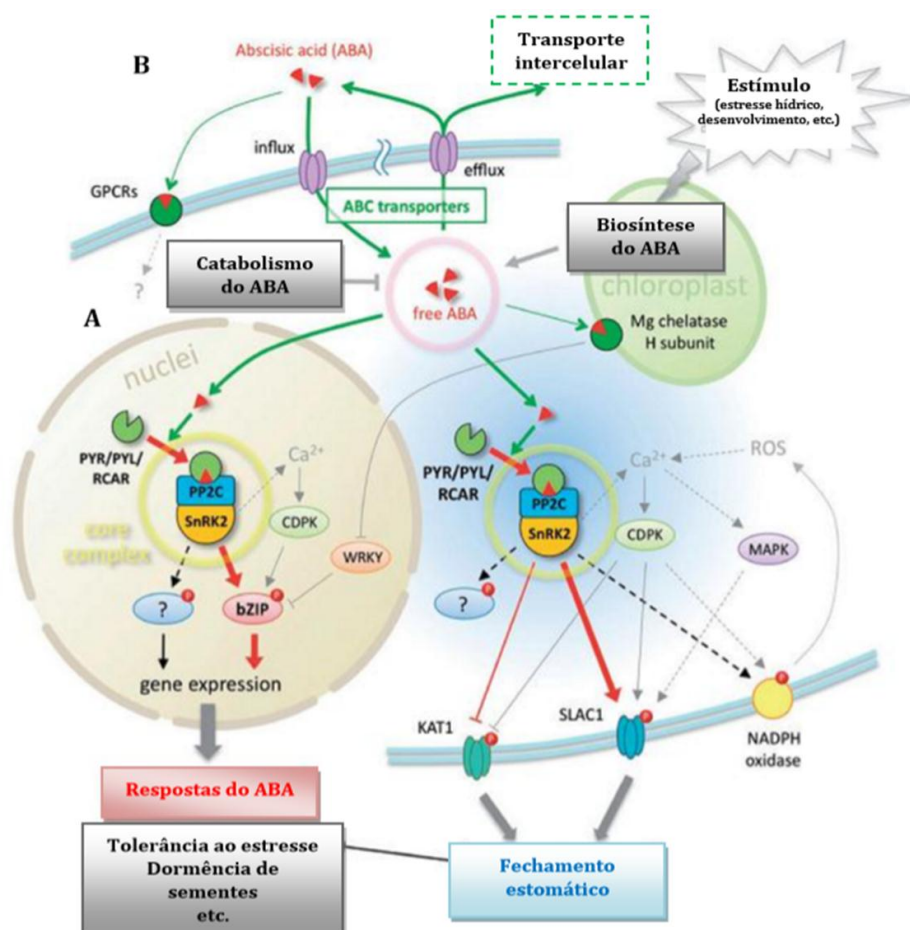 B
Abscisic acid (ABA)
Transporte
intercelular
Estímulo
(estresse hídrico,
desenvolvimento, etc.)
influx
efflux
GPCRs
ABC transporters
?
Catabolismo
do ABA
Biosíntese
do ABA
chloroplast
free ABA
Mg chelatase
H subunit
A
nuclei
PYR/PYL/
RCAR
PP2C
SnRK2
Ca²⁺
CDPK
core
complex
WRKY
?
P
bZIP
P
gene expression
PYR/PYL/
RCAR
PP2C
SnRK2
Ca²⁺
ROS
CDPK
MAPK
?
P
KAT1
P
SLAC1
P
P
NADPH
oxidase
Respostas do ABA
Tolerância ao estresse
Dormência de
sementes
etc.
Fechamento
estomático